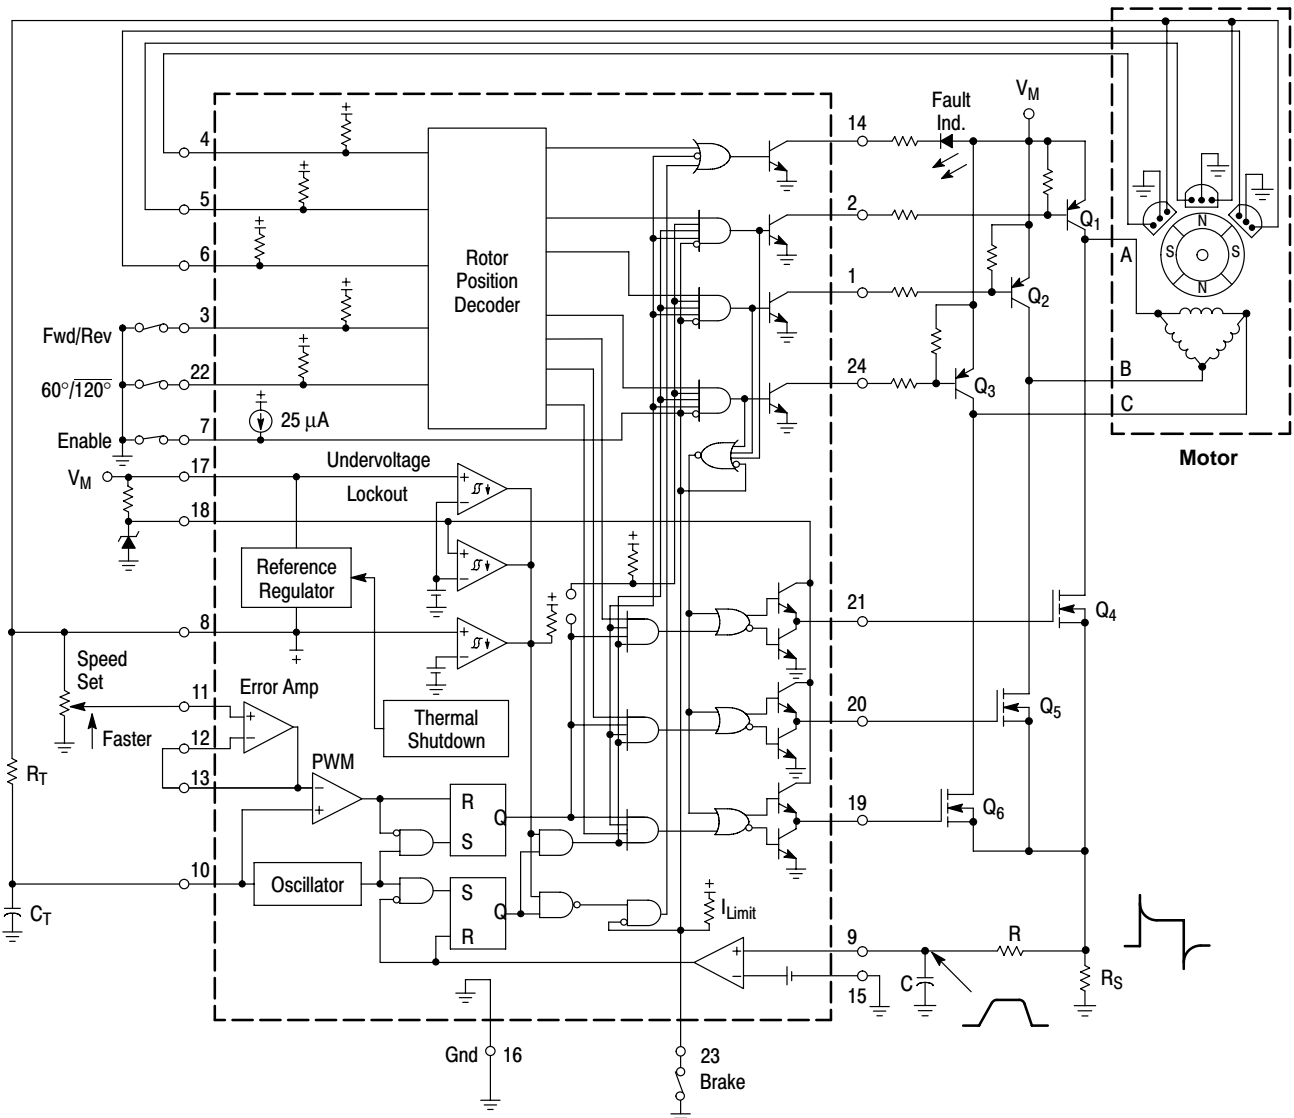 4
5
6
3
Fwd/Rev
22
60°/120°
7
Enable
25 μA
Rotor
Position
Decoder
14
2
1
24
Fault
Ind.
VM
Q1
Q2
Q3
A
B
C
N
S
S
N
Motor
VM
17
18
Undervoltage
Lockout
Reference
Regulator
8
Speed
Set
Faster
11
12
13
Error Amp
Thermal
Shutdown
PWM
RT
10
CT
Oscillator
R
S
Q
S
R
Q
ILimit
21
20
19
Q4
Q5
Q6
9
15
R
C
RS
Gnd
16
23
Brake